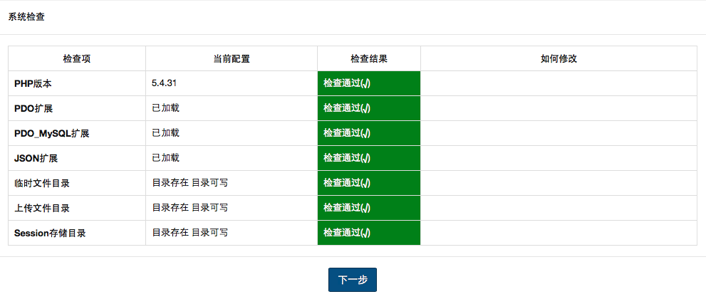 系统检查
检查项 当前配置 检查结果 如何修改
PHP版本 5.4.31 检查通过(√)
PDO扩展 已加载 检查通过(√)
PDO_MySQL扩展 已加载 检查通过(√)
JSON扩展 已加载 检查通过(√)
临时文件目录 目录存在 目录可写 检查通过(√)
上传文件目录 目录存在 目录可写 检查通过(√)
Session存储目录 目录存在 目录可写 检查通过(√)
下一步